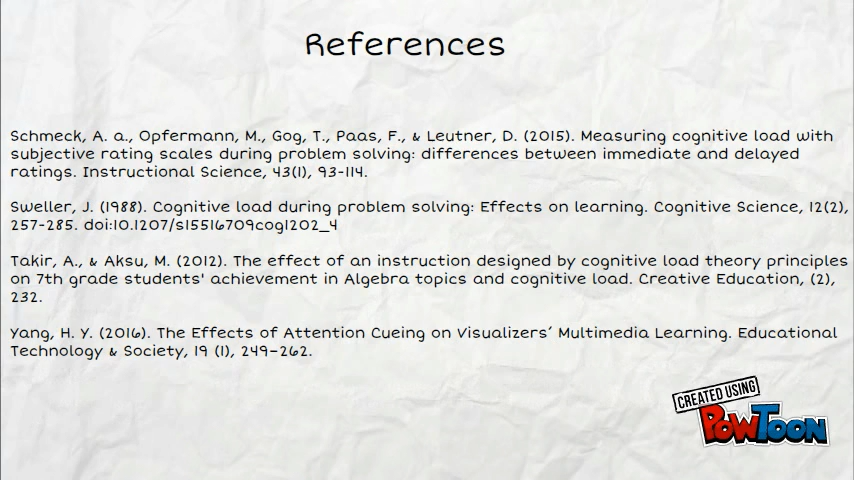 References
Schmeck, A. a., Opfermann, M., Gog, T., Paas, F., & Leutner, D. (2015). Measuring cognitive load with
subjective rating scales during problem solving: differences between immediate and delayed
ratings. Instructional Science, 43(1), 93-114.
Sweller, J. (1988). Cognitive load during problem solving: Effects on learning. Cognitive Science, 12(2),
257-285. doi:10.1207/s15516709cog1202_4
Takir, A., & Aksu, M. (2012). The effect of an instruction designed by cognitive load theory principles
on 7th grade students' achievement in Algebra topics and cognitive load. Creative Education, (2),
232.
Yang, H. Y. (2016). The Effects of Attention Cueing on Visualizers’ Multimedia Learning. Educational
Technology & Society, 19 (1), 249–262.
CREATED USING
POWTOON